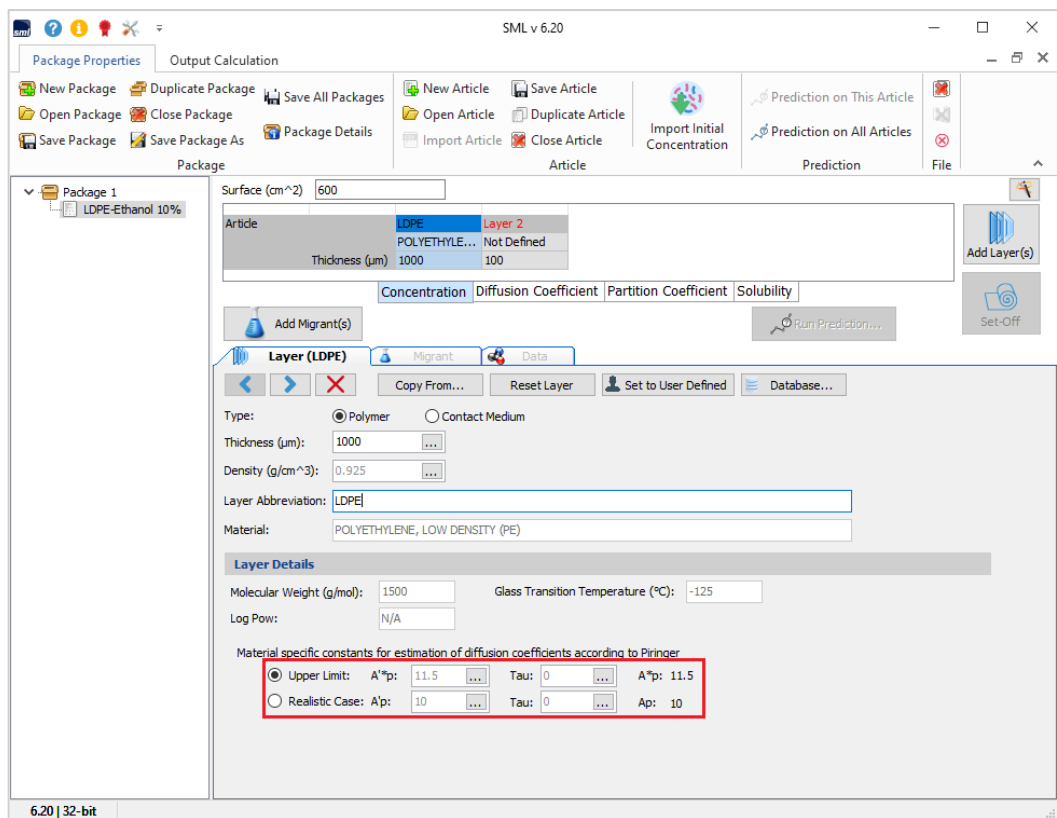 sml SML v 6.20
Package Properties Output Calculation
New Package Duplicate Package Save All Packages New Article Save Article Import Initial Concentration Prediction on This Article
Open Package Close Package Package Details Open Article Duplicate Article Prediction on All Articles
Save Package Save Package As Import Article Close Article
Package Article Prediction File
Package 1
LDPE-Ethanol 10%
Surface (cm^2) 600
Article LDPE Layer 2
POLYETHYLE... Not Defined
Thickness (µm) 1000 100
Add Layer(s)
Concentration Diffusion Coefficient Partition Coefficient Solubility
Set-Off
Add Migrant(s) Run Prediction...
Layer (LDPE) Migrant Data
Copy From... Reset Layer Set to User Defined Database...
Type: Polymer Contact Medium
Thickness (µm): 1000 ...
Density (g/cm^3): 0.925 ...
Layer Abbreviation: LDPE
Material: POLYETHYLENE, LOW DENSITY (PE)
Layer Details
Molecular Weight (g/mol): 1500 Glass Transition Temperature (°C): -125
Log Pow: N/A
Material specific constants for estimation of diffusion coefficients according to Piringer
Upper Limit: A'*p: 11.5 ... Tau: 0 ... A*p: 11.5
Realistic Case: A'p: 10 ... Tau: 0 ... Ap: 10
6.20 | 32-bit